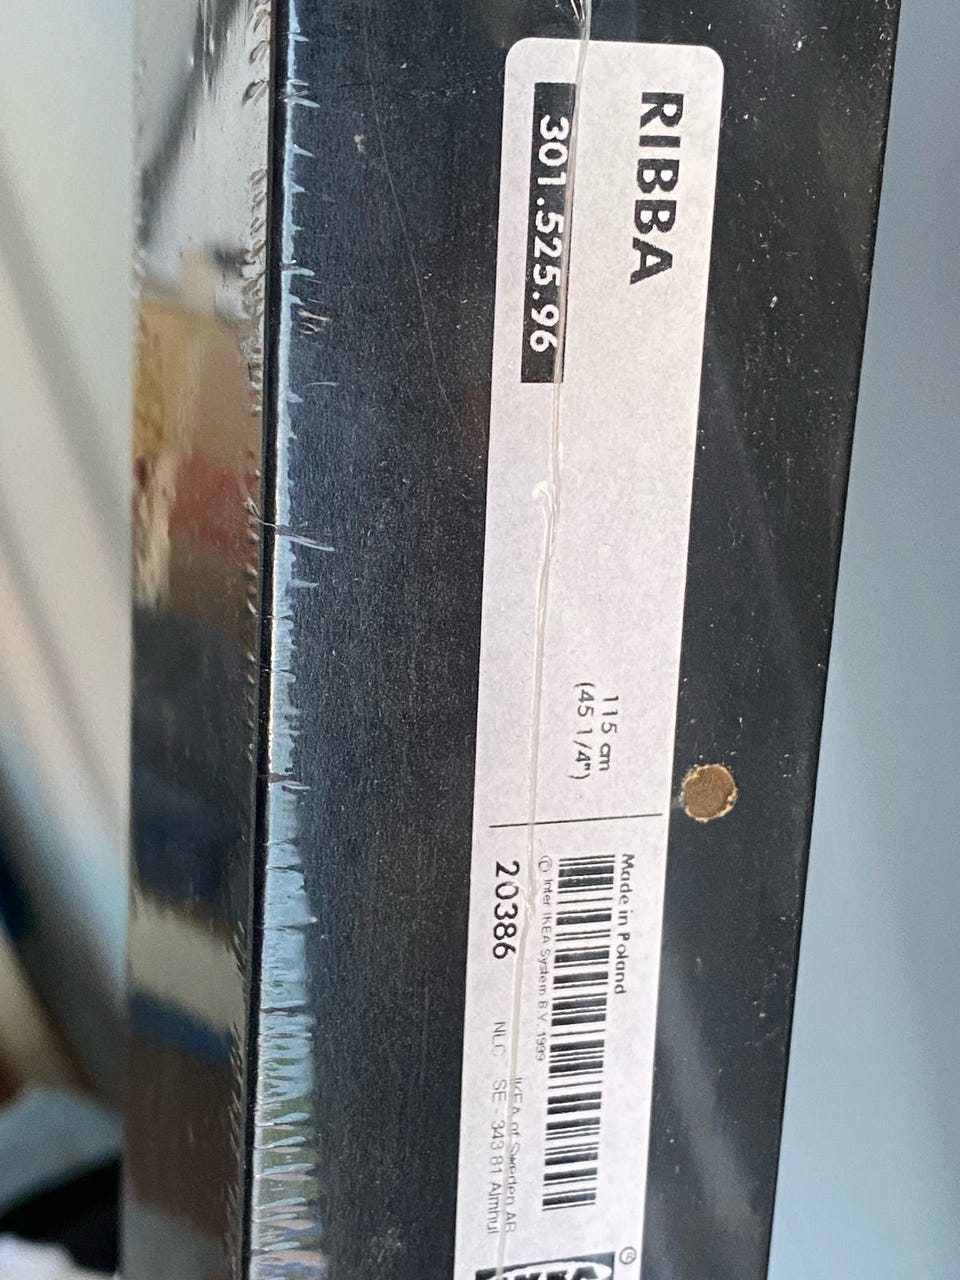 RIBBA
301.525.96
115 cm
(45 1/4")
Made in Poland
© Inter IKEA System B.V. 1999
20386
IKEA of Sweden AB
NLC SE - 343 81 Älmhult
®